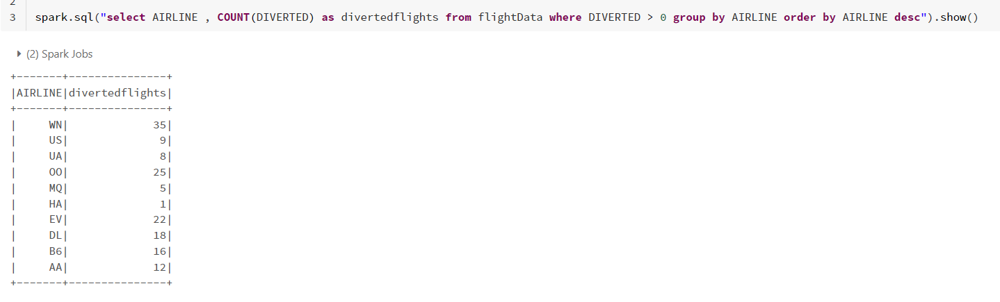 2
3 spark.sql("select AIRLINE , COUNT(DIVERTED) as divertedflights from flightData where DIVERTED > 0 group by AIRLINE order by AIRLINE desc").show()
(2) Spark Jobs
+-------+---------------+
|AIRLINE|divertedflights|
+-------+---------------+
|     WN|             35|
|     US|              9|
|     UA|              8|
|     OO|             25|
|     MQ|              5|
|     HA|              1|
|     EV|             22|
|     DL|             18|
|     B6|             16|
|     AA|             12|
+-------+---------------+